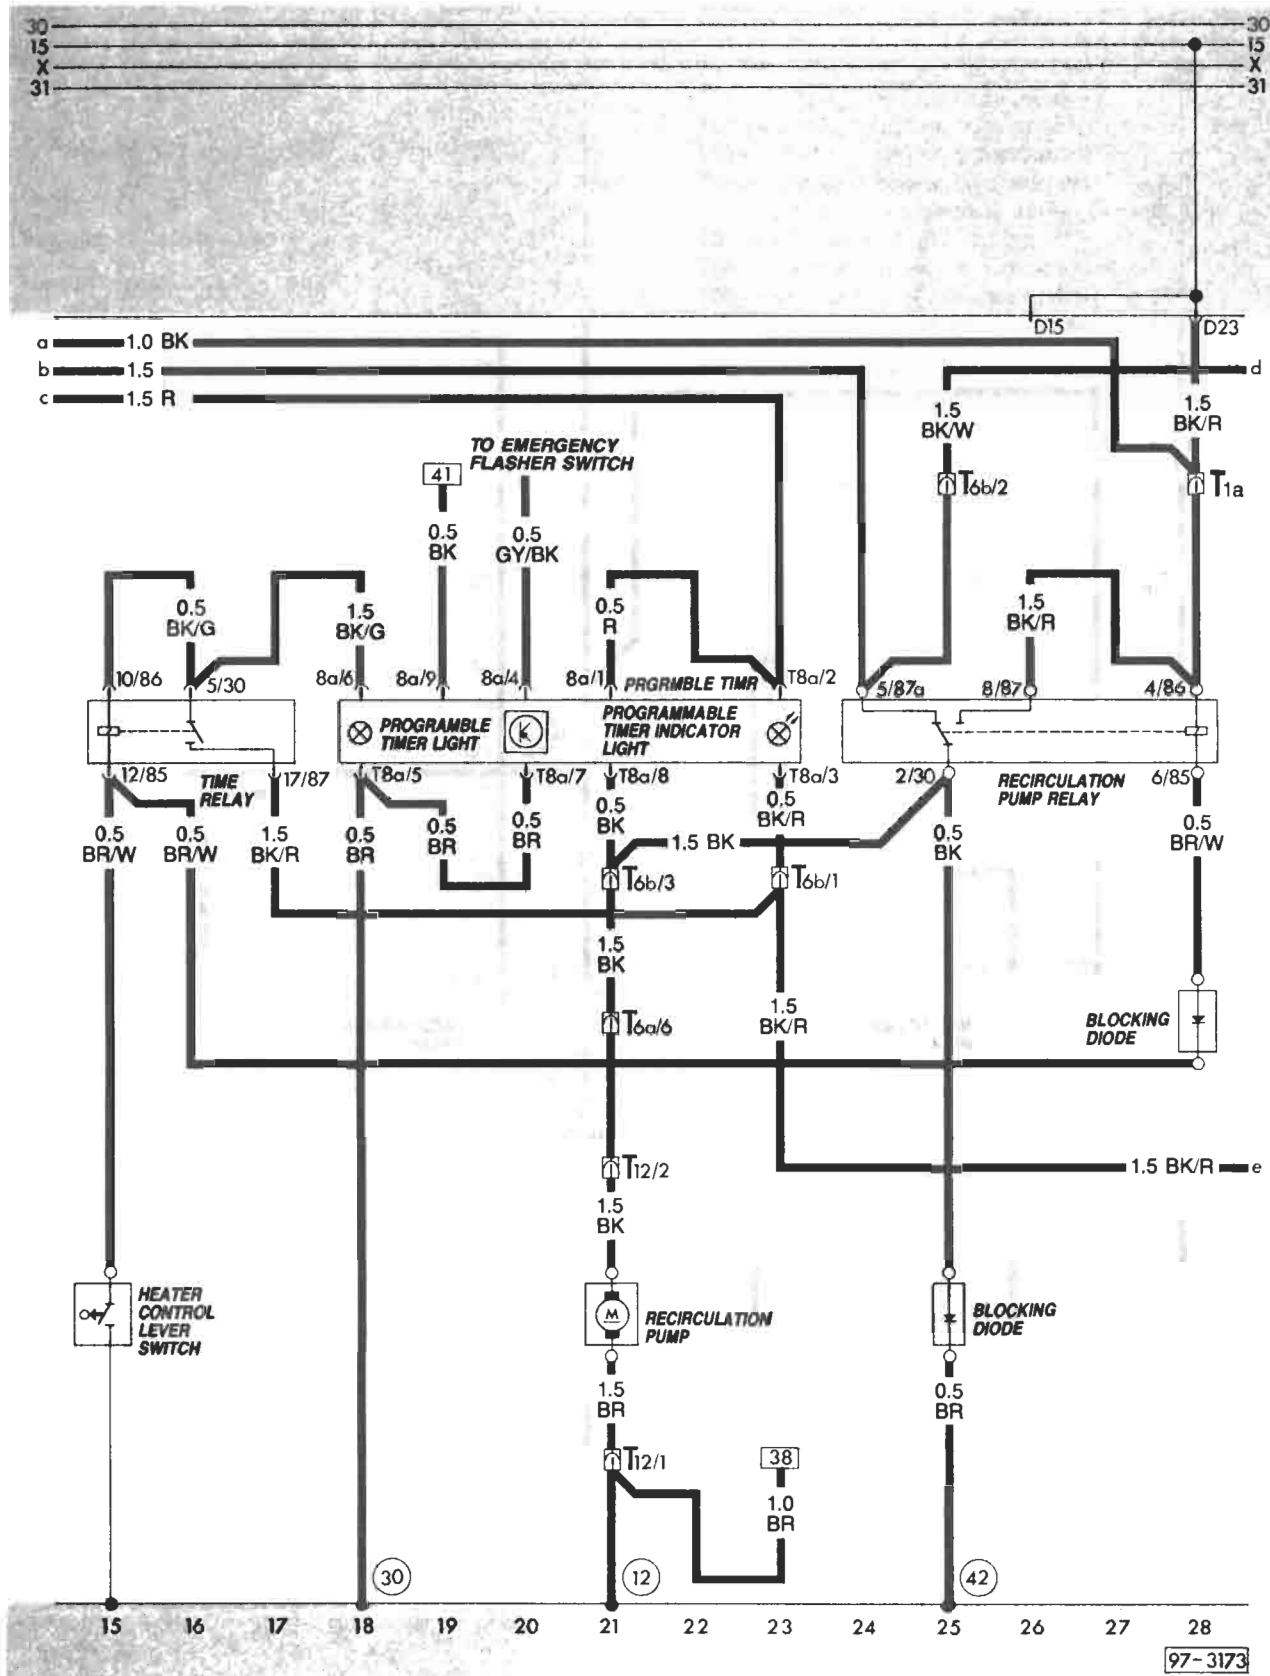 30 30
15 15
X X
31 31
D15 D23
a 1.0 BK
b 1.5 d
c 1.5 R
1.5
BK/W
1.5
BK/R
TO EMERGENCY
FLASHER SWITCH
41
T6b/2
T1a
0.5
BK
0.5
GY/BK
0.5
BK/G
1.5
BK/G
0.5
R
1.5
BK/R
10/86 5/30 8a/6 8a/9 8a/4 8a/1 PRGRMBLE TIMR T8a/2 5/87a 8/87 4/86
PROGRAMBLE
TIMER LIGHT
PROGRAMMABLE
TIMER INDICATOR
LIGHT
12/85 TIME
RELAY
17/87 T8a/5 T8a/7 T8a/8 T8a/3 2/30 RECIRCULATION
PUMP RELAY
6/85
0.5
BR/W
0.5
BR/W
1.5
BK/R
0.5
BR
0.5
BR
0.5
BR
0.5
BK
0.5
BK/R
1.5 BK
0.5
BK
0.5
BR/W
T6b/3 T6b/1
1.5
BK
T6a/6
1.5
BK/R
BLOCKING
DIODE
T12/2
1.5 BK/R e
1.5
BK
HEATER
CONTROL
LEVER
SWITCH
M
RECIRCULATION
PUMP
BLOCKING
DIODE
1.5
BR
0.5
BR
T12/1
38
1.0
BR
30 12 42
15 16 17 18 19 20 21 22 23 24 25 26 27 28
97-3173